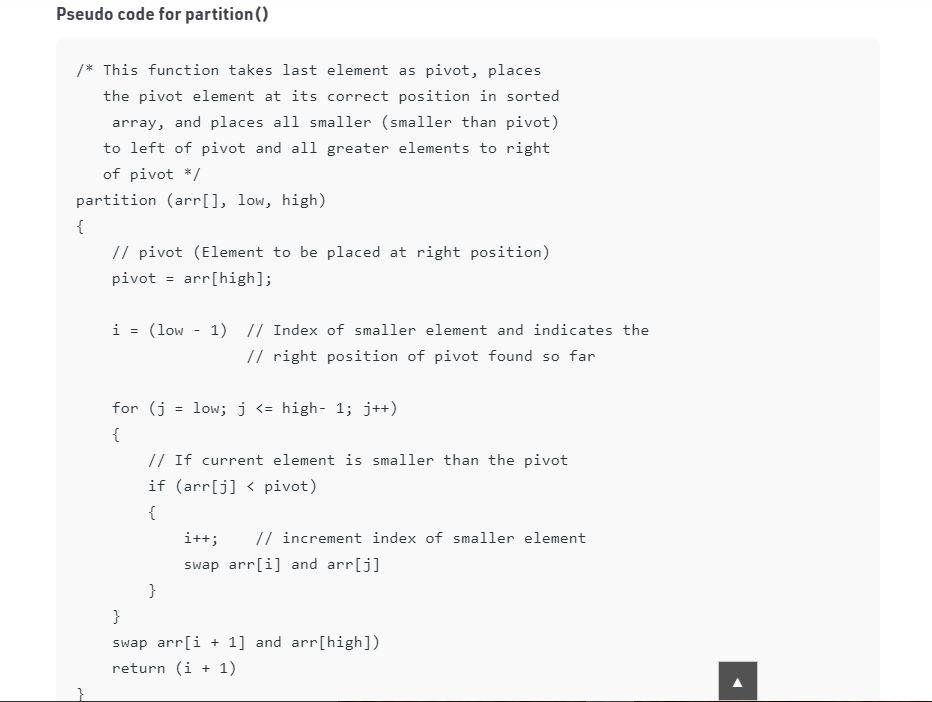 Pseudo code for partition()
/* This function takes last element as pivot, places
the pivot element at its correct position in sorted
array, and places all smaller (smaller than pivot)
to left of pivot and all greater elements to right
of pivot */
partition (arr[], low, high)
{
// pivot (Element to be placed at right position)
pivot = arr[high];
i = (low - 1)  // Index of smaller element and indicates the
// right position of pivot found so far
for (j = low; j <= high- 1; j++)
{
// If current element is smaller than the pivot
if (arr[j] < pivot)
{
i++;    // increment index of smaller element
swap arr[i] and arr[j]
}
}
swap arr[i + 1] and arr[high])
return (i + 1)
}